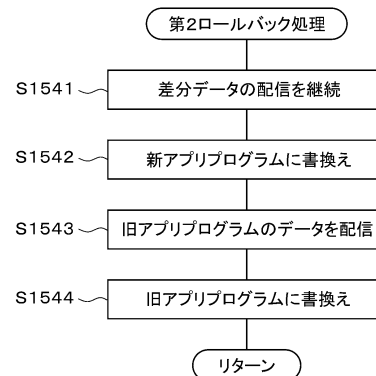 第2ロールバック処理
S1541 差分データの配信を継続
S1542 新アプリプログラムに書換え
S1543 旧アプリプログラムのデータを配信
S1544 旧アプリプログラムに書換え
リターン